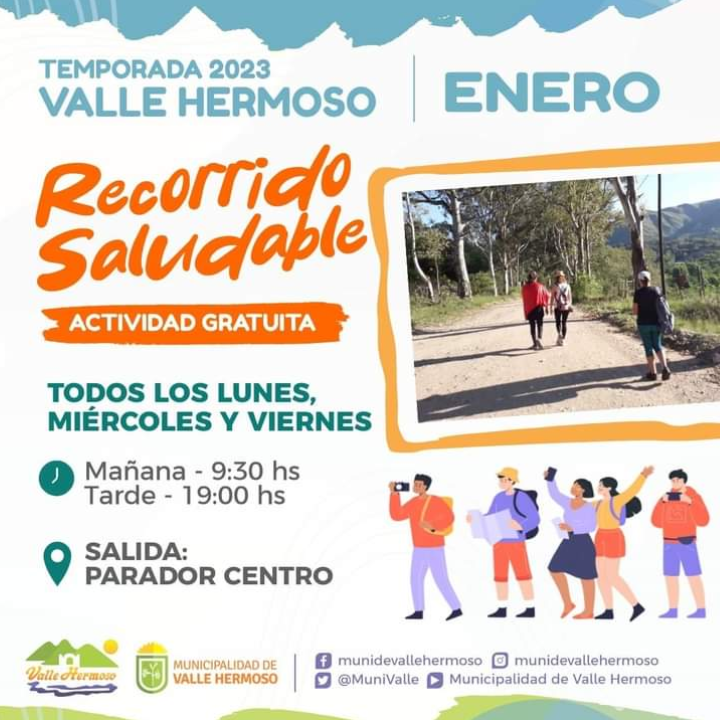 TEMPORADA 2023
VALLE HERMOSO
ENERO
Recorrido
Saludable
ACTIVIDAD GRATUITA
TODOS LOS LUNES,
MIÉRCOLES Y VIERNES
Mañana - 9:30 hs
Tarde - 19:00 hs
SALIDA:
PARADOR CENTRO
Valle Hermoso
MUNICIPALIDAD DE
VALLE HERMOSO
munidevallehermoso munidevallehermoso
@MuniValle Municipalidad de Valle Hermoso